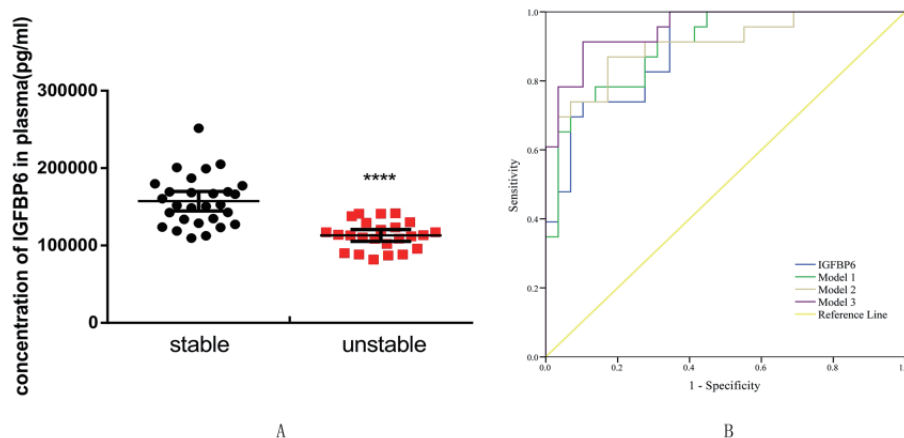 concentration of IGFBP6 in plasma(pg/ml)
300000
200000
100000
0
****
stable
unstable
A
1.0
0.8
0.6
0.4
0.2
0.0
Sensitivity
IGFBP6
Model 1
Model 2
Model 3
Reference Line
0.0 0.2 0.4 0.6 0.8
1 - Specificity
B